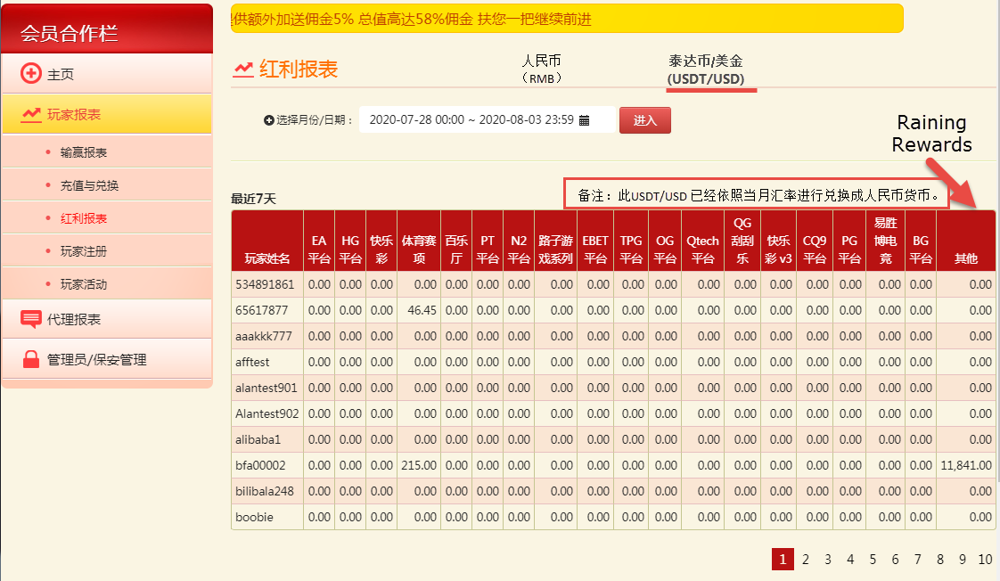 会员合作栏
主页
玩家报表
输赢报表
充值与兑换
红利报表
玩家注册
玩家活动
代理报表
管理员/保安管理
供额外加送佣金5% 总值高达58%佣金 扶您一把继续前进
红利报表
人民币
（RMB）
泰达币/美金
(USDT/USD)
选择月份/日期：
2020-07-28 00:00 ~ 2020-08-03 23:59
进入
Raining
Rewards
最近7天
备注：此USDT/USD 已经依照当月汇率进行兑换成人民币货币。
玩家姓名 EA平台 HG平台 快乐彩 体育赛项 百乐厅 PT平台 N2平台 路子游戏系列 EBET平台 TPG平台 OG平台 Qtech平台 QG刮刮乐 快乐彩 v3 CQ9平台 PG平台 易胜博电竞 BG平台 其他
534891861 0.00 0.00 0.00 0.00 0.00 0.00 0.00 0.00 0.00 0.00 0.00 0.00 0.00 0.00 0.00 0.00 0.00 0.00 0.00
65617877 0.00 0.00 0.00 46.45 0.00 0.00 0.00 0.00 0.00 0.00 0.00 0.00 0.00 0.00 0.00 0.00 0.00 0.00 0.00
aaakkk777 0.00 0.00 0.00 0.00 0.00 0.00 0.00 0.00 0.00 0.00 0.00 0.00 0.00 0.00 0.00 0.00 0.00 0.00 0.00
afftest 0.00 0.00 0.00 0.00 0.00 0.00 0.00 0.00 0.00 0.00 0.00 0.00 0.00 0.00 0.00 0.00 0.00 0.00 0.00
alantest901 0.00 0.00 0.00 0.00 0.00 0.00 0.00 0.00 0.00 0.00 0.00 0.00 0.00 0.00 0.00 0.00 0.00 0.00 0.00
Alantest902 0.00 0.00 0.00 0.00 0.00 0.00 0.00 0.00 0.00 0.00 0.00 0.00 0.00 0.00 0.00 0.00 0.00 0.00 0.00
alibaba1 0.00 0.00 0.00 0.00 0.00 0.00 0.00 0.00 0.00 0.00 0.00 0.00 0.00 0.00 0.00 0.00 0.00 0.00 0.00
bfa00002 0.00 0.00 0.00 215.00 0.00 0.00 0.00 0.00 0.00 0.00 0.00 0.00 0.00 0.00 0.00 0.00 0.00 0.00 11,841.00
bilibala248 0.00 0.00 0.00 0.00 0.00 0.00 0.00 0.00 0.00 0.00 0.00 0.00 0.00 0.00 0.00 0.00 0.00 0.00 0.00
boobie 0.00 0.00 0.00 0.00 0.00 0.00 0.00 0.00 0.00 0.00 0.00 0.00 0.00 0.00 0.00 0.00 0.00 0.00 0.00
1 2 3 4 5 6 7 8 9 10